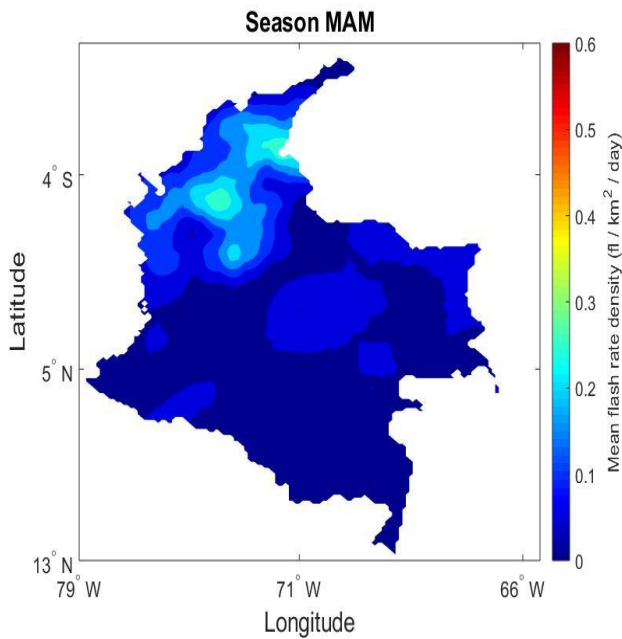 Season MAM
4° S
5° N
13° N
79° W
71° W
66° W
Latitude
Longitude
0.6
0.5
0.4
0.3
0.2
0.1
0
Mean flash rate density (fl / km² / day)